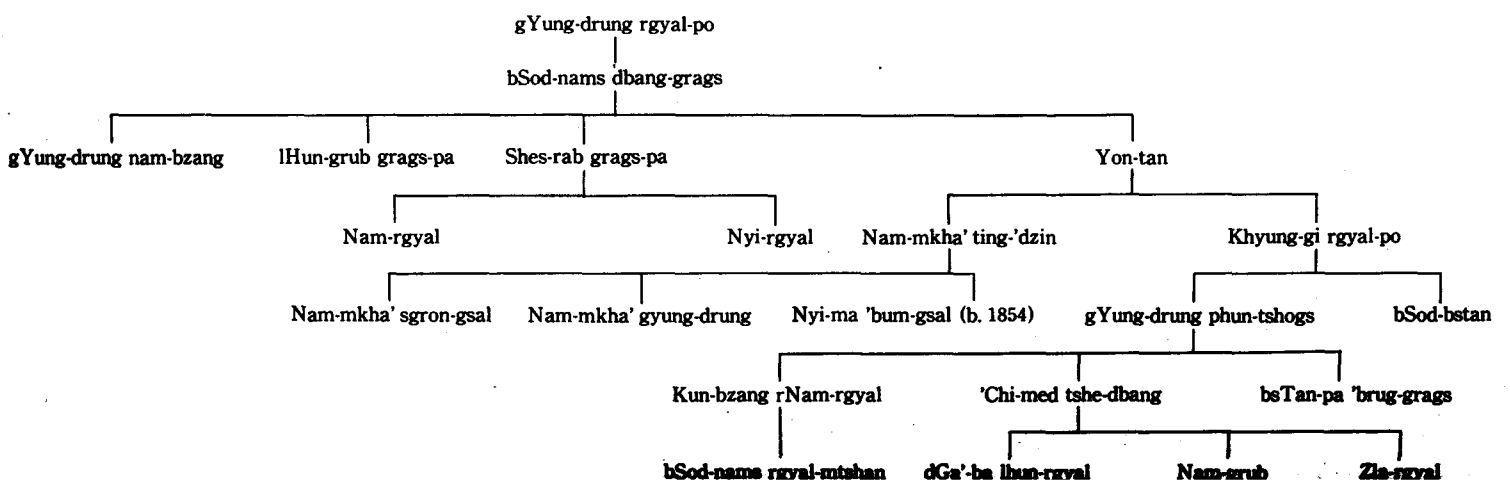 gYung-drung rgyal-po
bSod-nams dbang-grags
gYung-drung nam-bzang lHun-grub grags-pa Shes-rab grags-pa Yon-tan
Nam-rgyal Nyi-rgyal Nam-mkha' ting-'dzin Khyung-gi rgyal-po
Nam-mkha' sgron-gsal Nam-mkha' gyung-drung Nyi-ma 'bum-gsal (b. 1854) gYung-drung phun-tshogs bSod-bstan
Kun-bzang rNam-rgyal 'Chi-med tshe-dbang bsTan-pa 'brug-grags
bSod-nams rgyal-mtshan dGa'-ba lhun-rgyal Nam-grub Zla-rgyal